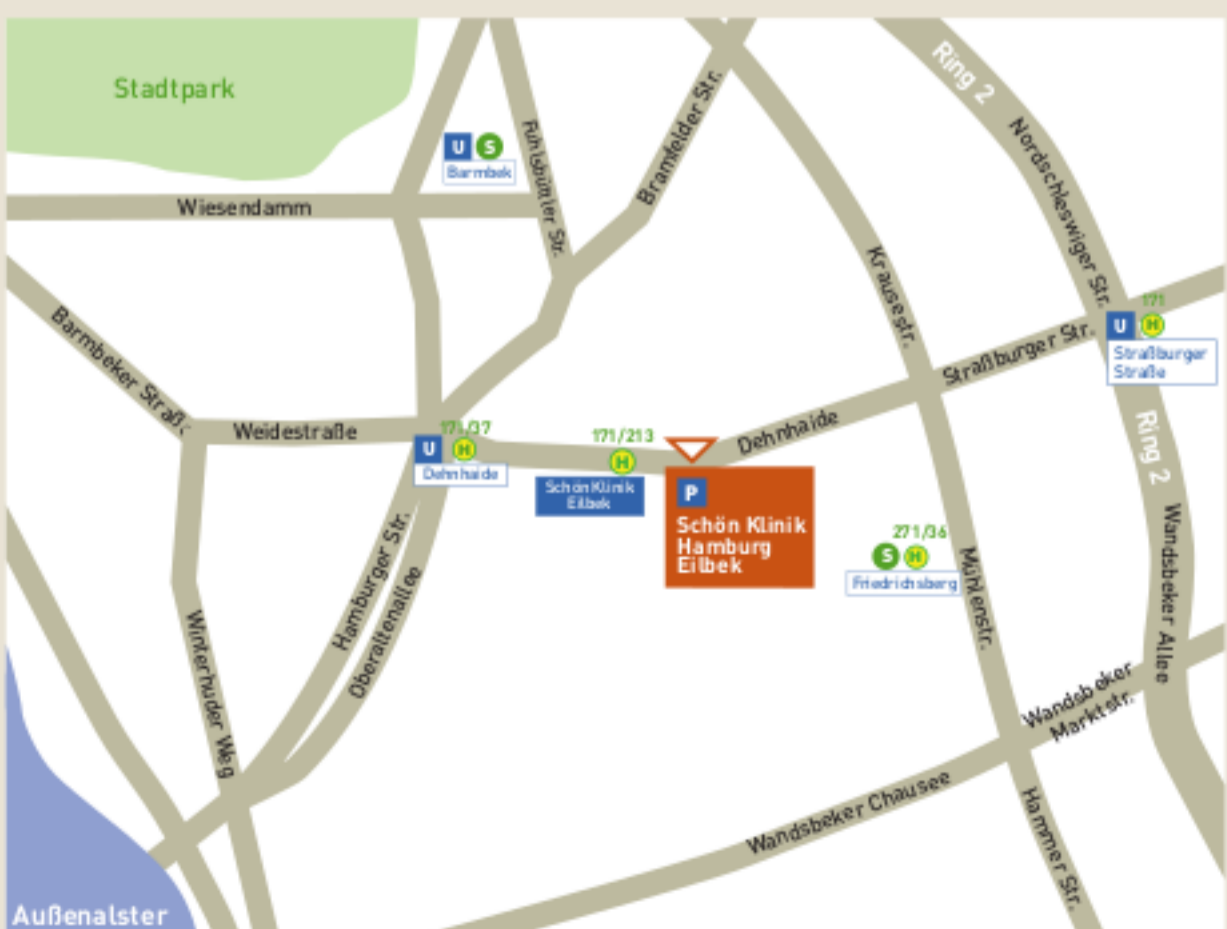 Stadtpark
Ring 2
U S
Barmbek
Fuhlsbüttler Str.
Bramfelder Str.
Nordschleswiger Str.
Wiesendamm
Krausestr.
171
U H
Straßburger
Straße
Straßburger Str.
Barmbeker Straße
Weidestraße
171/37
U H
Dehnhaide
171/213
H
Schön Klinik
Eilbek
Dehnhaide
P
Schön Klinik
Hamburg
Eilbek
Ring 2
271/36
S H
Friedrichsberg
Mühlenstr.
Wandsbeker Allee
Hamburger Str.
Oberaltenallee
Winterhuder Weg
Wandsbeker
Marktstr.
Wandsbeker Chausee
Hammer Str.
Außenalster